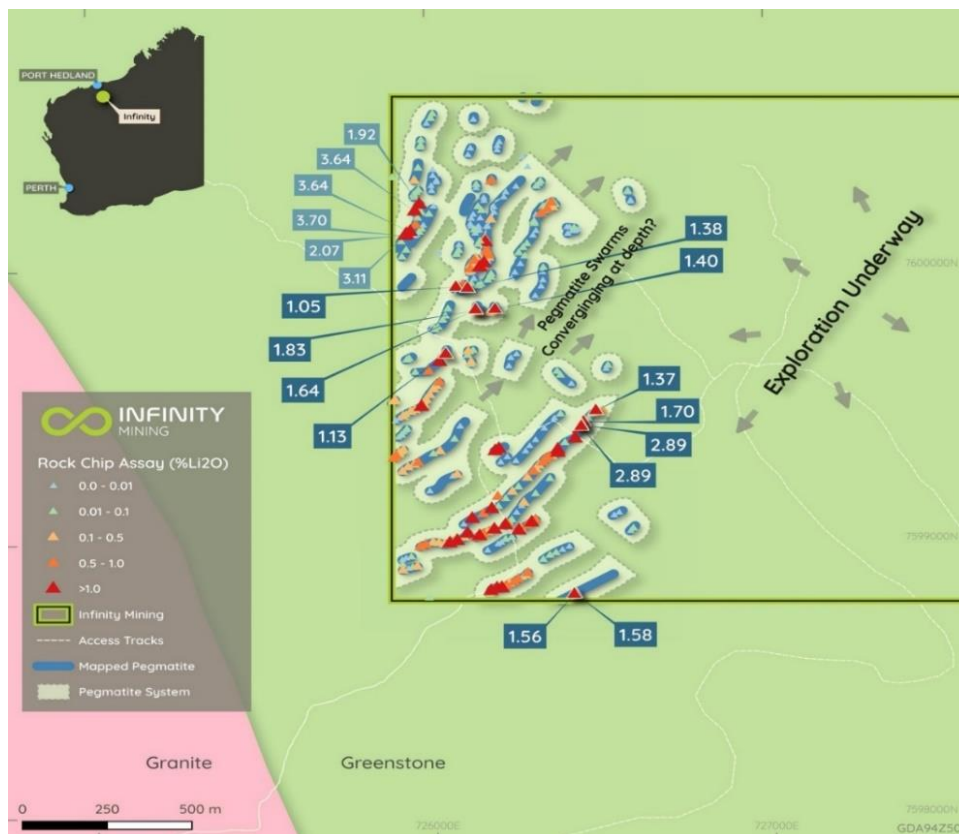 PORT HEDLAND
Infinity
PERTH
1.92
3.64
3.64
3.70
2.07
3.11
1.05
1.83
1.64
1.13
1.38
1.40
Pegmatite Swarms
Converginging at depth?
Exploration Underway
7600000N
1.37
1.70
2.89
2.89
7599000N
1.56
1.58
INFINITY
MINING
Rock Chip Assay (%Li2O)
0.0 - 0.01
0.01 - 0.1
0.1 - 0.5
0.5 - 1.0
>1.0
Infinity Mining
Access Tracks
Mapped Pegmatite
Pegmatite System
Granite
Greenstone
0 250 500 m
726000E
727000E
7598000N
GDA94Z50